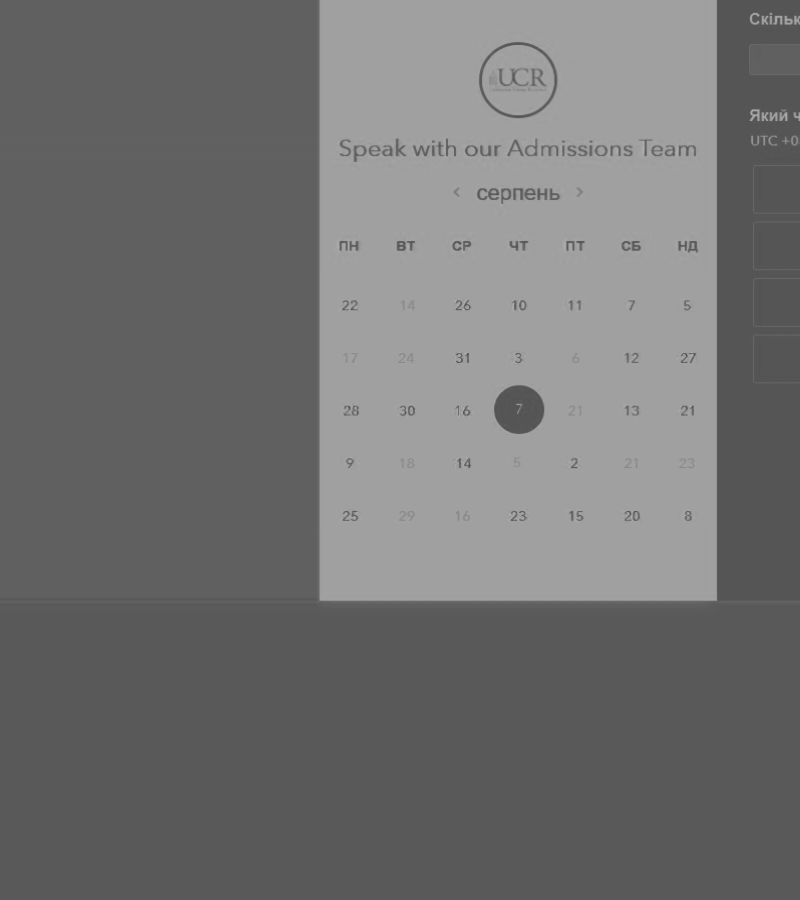 UCR
Speak with our Admissions Team
< серпень >
ПН ВТ СР ЧТ ПТ СБ НД
22 14 26 10 11 7 5
17 24 31 3 6 12 27
28 30 16 7 21 13 21
9 18 14 5 2 21 23
25 29 16 23 15 20 8
Скільк
Який ч
UTC +0